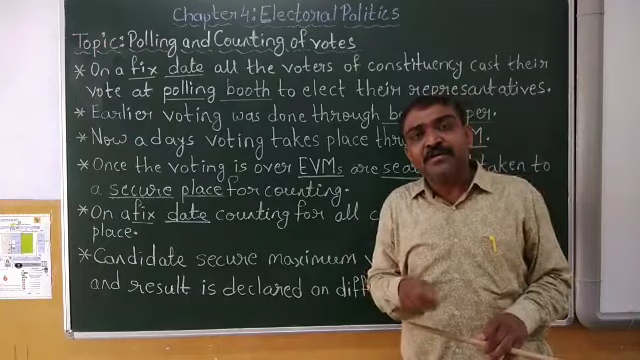 Chapter 4: Electoral Politics
Topic: Polling and Counting of votes
* On a fix date all the voters of constituency cast their
vote at polling booth to elect their represantatives.
* Earlier voting was done through per.
* Now a days voting takes place M.
* Once the voting is over EVMs are taken to
a secure place for counting.
* On a fix date counting for all
place.
* Candidate secure maximum
and result is declared on